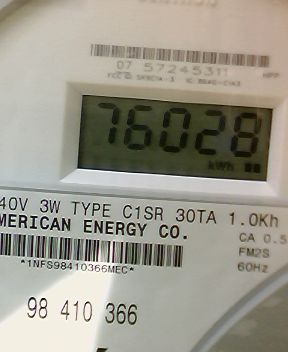 07 57245311
76028
kWh
40V 3W TYPE C1SR 30TA 1.0Kh
MERICAN ENERGY CO.
CA 0.5
FM2S
*1NFS98410366MEC*
60Hz
98 410 366